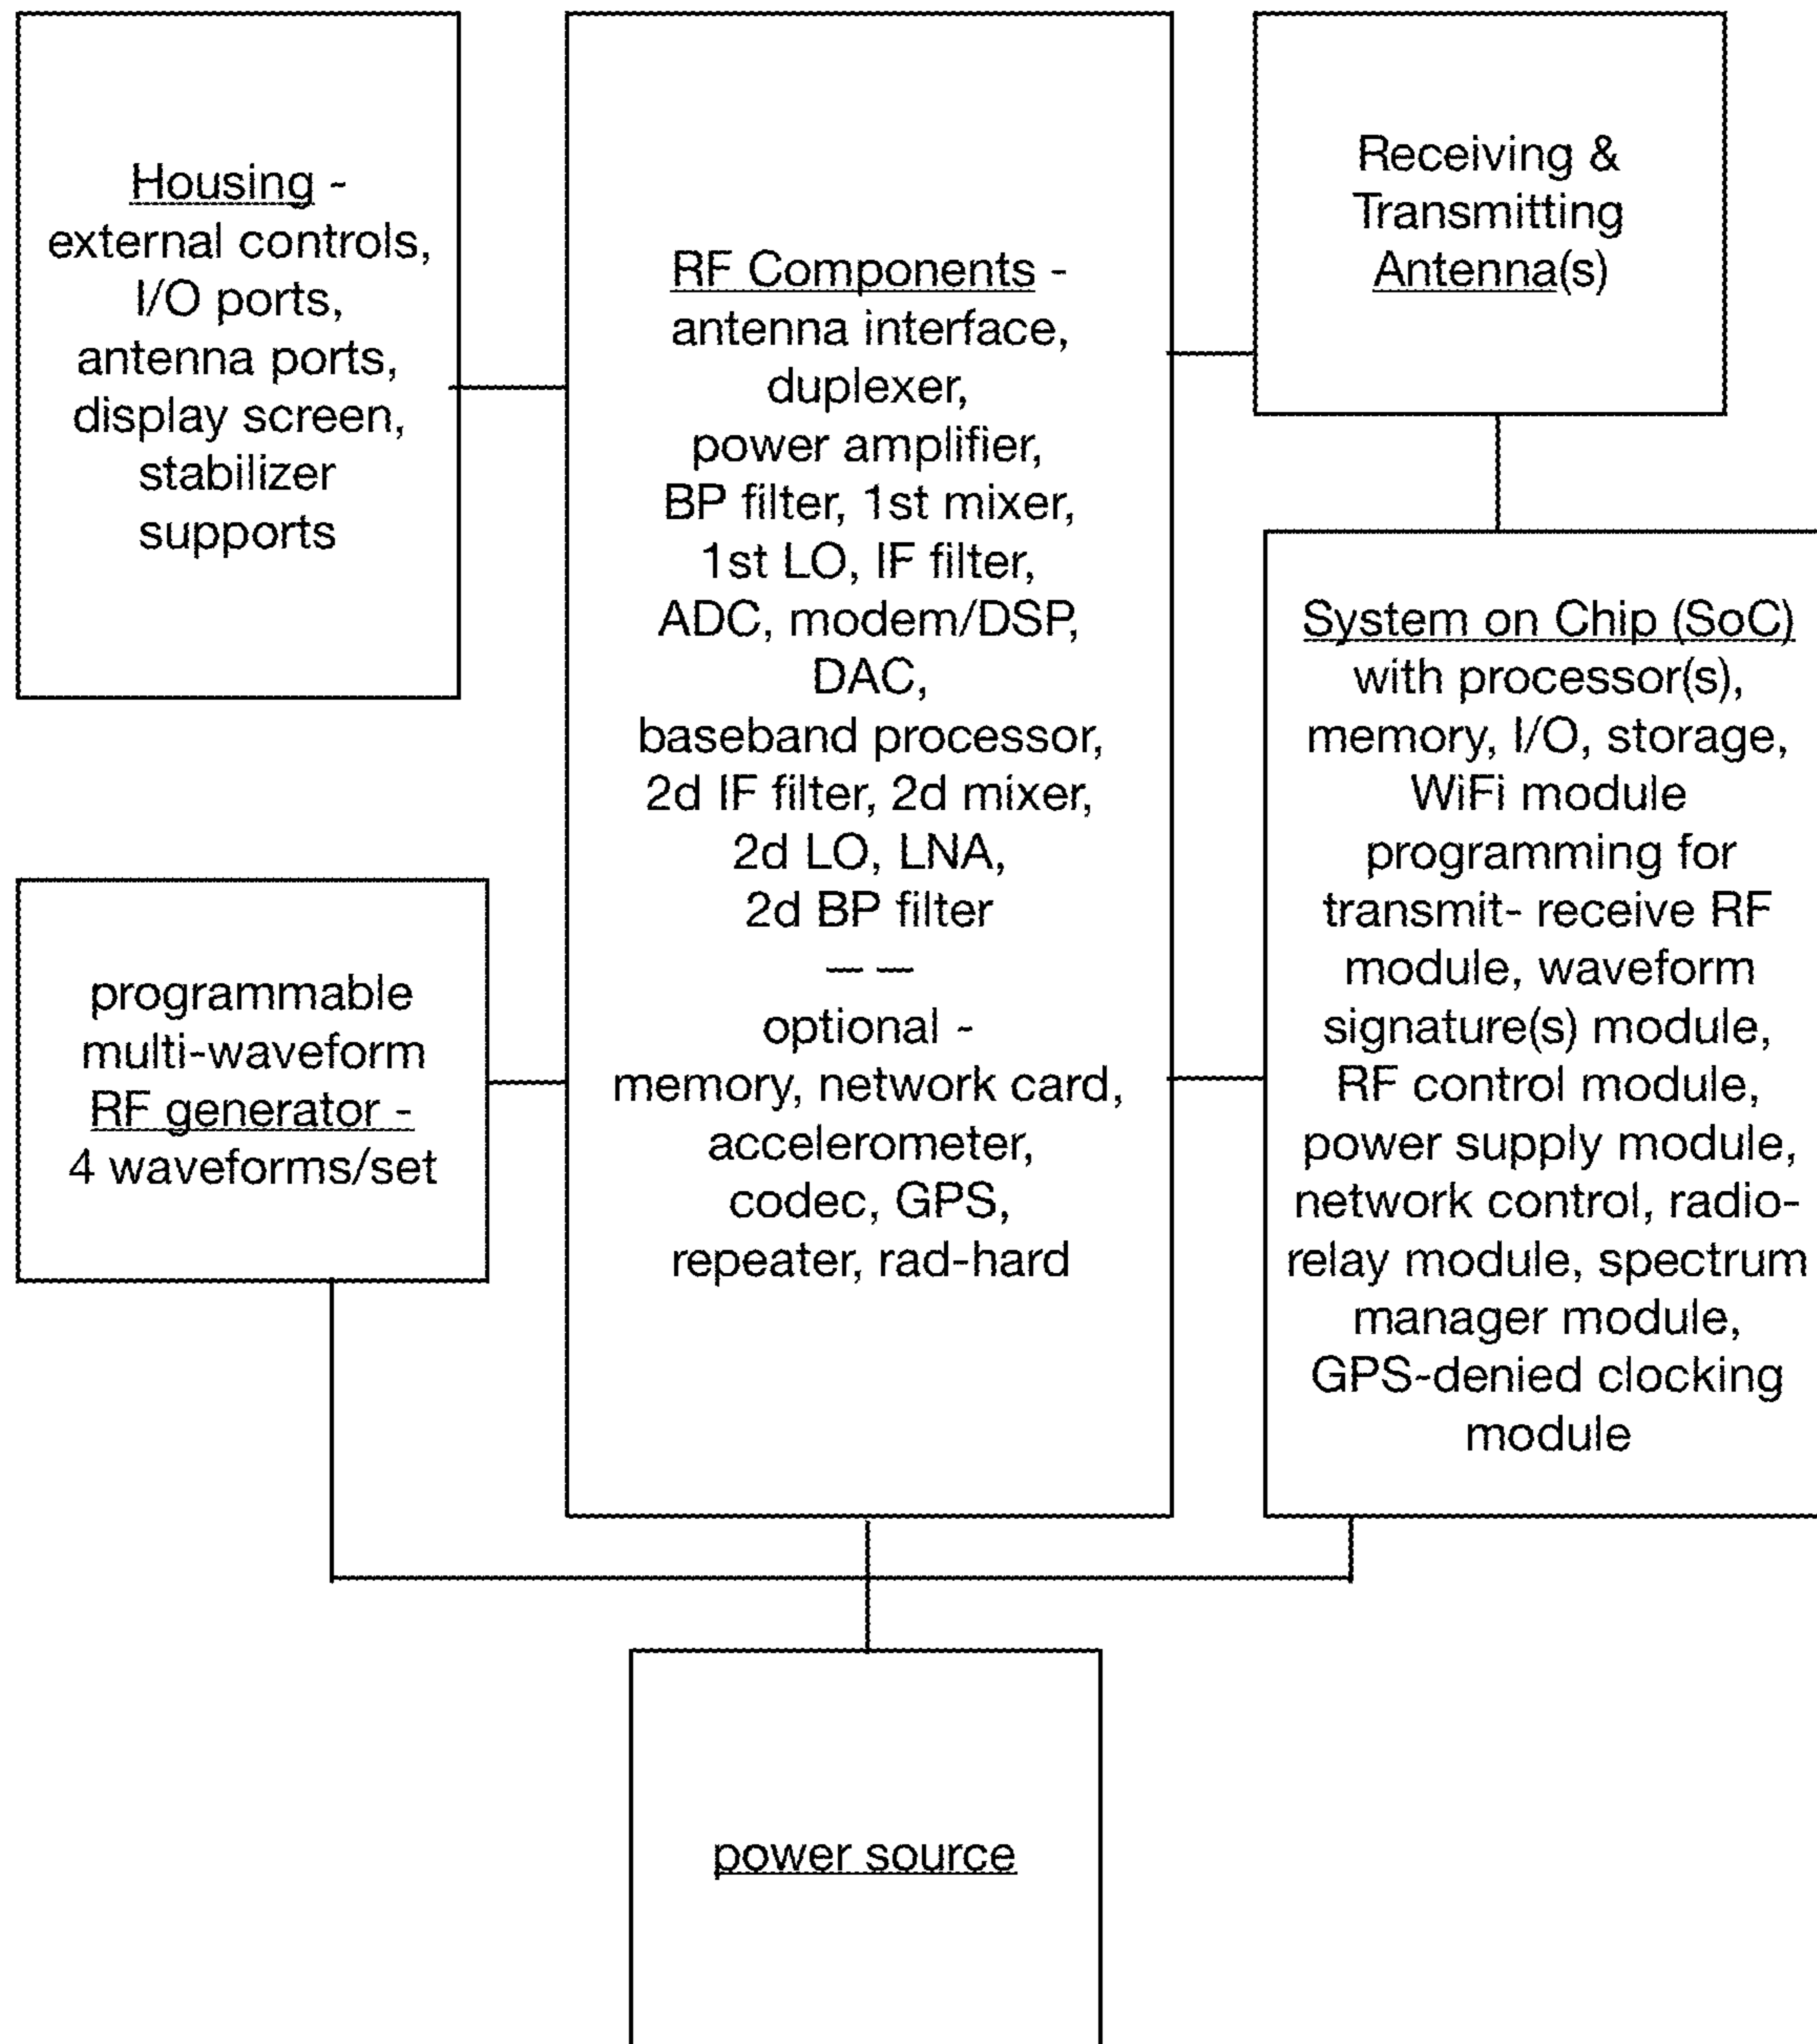 Housing -
external controls,
I/O ports,
antenna ports,
display screen,
stabilizer
supports
RF Components -
antenna interface,
duplexer,
power amplifier,
BP filter, 1st mixer,
1st LO, IF filter,
ADC, modem/DSP,
DAC,
baseband processor,
2d IF filter, 2d mixer,
2d LO, LNA,
2d BP filter
— —
optional -
memory, network card,
accelerometer,
codec, GPS,
repeater, rad-hard
Receiving &
Transmitting
Antenna(s)
System on Chip (SoC)
with processor(s),
memory, I/O, storage,
WiFi module
programming for
transmit- receive RF
module, waveform
signature(s) module,
RF control module,
power supply module,
network control, radio-
relay module, spectrum
manager module,
GPS-denied clocking
module
programmable
multi-waveform
RF generator -
4 waveforms/set
power source